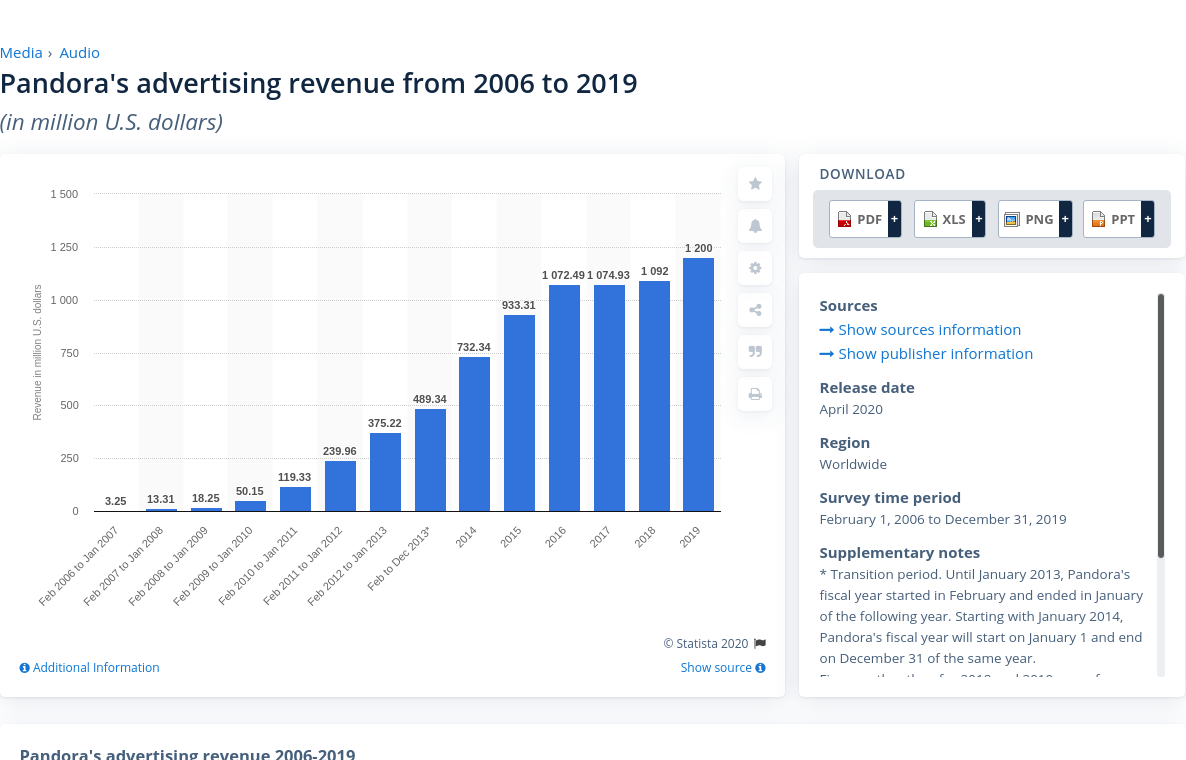 Media › Audio
Pandora's advertising revenue from 2006 to 2019
(in million U.S. dollars)
1 500
1 250
1 000
750
500
250
0
Revenue in million U.S. dollars
3.25
13.31
18.25
50.15
119.33
239.96
375.22
489.34
732.34
933.31
1 072.49
1 074.93
1 092
1 200
Feb 2006 to Jan 2007
Feb 2007 to Jan 2008
Feb 2008 to Jan 2009
Feb 2009 to Jan 2010
Feb 2010 to Jan 2011
Feb 2011 to Jan 2012
Feb 2012 to Jan 2013
Feb to Dec 2013*
2014
2015
2016
2017
2018
2019
© Statista 2020
Additional Information
Show source
DOWNLOAD
PDF + XLS + PNG + PPT +
Sources
Show sources information
Show publisher information
Release date
April 2020
Region
Worldwide
Survey time period
February 1, 2006 to December 31, 2019
Supplementary notes
* Transition period. Until January 2013, Pandora's
fiscal year started in February and ended in January
of the following year. Starting with January 2014,
Pandora's fiscal year will start on January 1 and end
on December 31 of the same year.
Pandora's advertising revenue 2006-2019